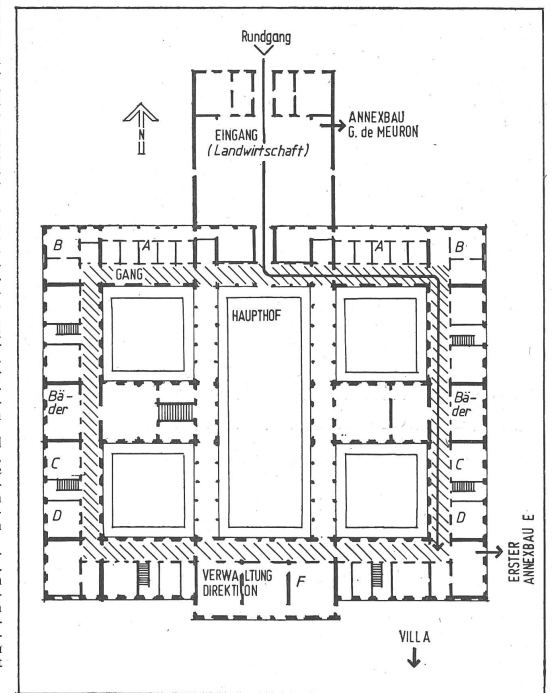 Rundgang
N
EINGANG
(Landwirtschaft)
ANNEXBAU
G. de MEURON
B
A
A
B
GANG
HAUPTHOF
Bä-
der
Bä-
der
C
C
D
D
ERSTER
ANNEXBAU E
VERWALTUNG
DIREKTION
F
VILLA